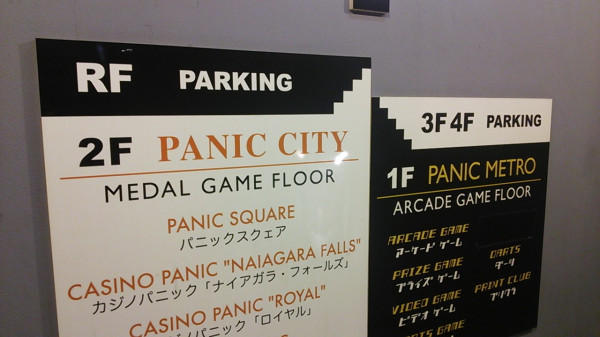 RF PARKING
2F PANIC CITY
MEDAL GAME FLOOR
PANIC SQUARE
パニックスクェア
CASINO PANIC "NAIAGARA FALLS"
カジノパニック「ナイアガラ・フォールズ」
CASINO PANIC "ROYAL"
カジノパニック「ロイヤル」
3F 4F PARKING
1F PANIC METRO
ARCADE GAME FLOOR
ARCADE GAME
アーケード ゲーム
PRIZE GAME
プライズ ゲーム
VIDEO GAME
ビデオ ゲーム
DARTS
ダーツ
PRINT CLUB
プリクラ